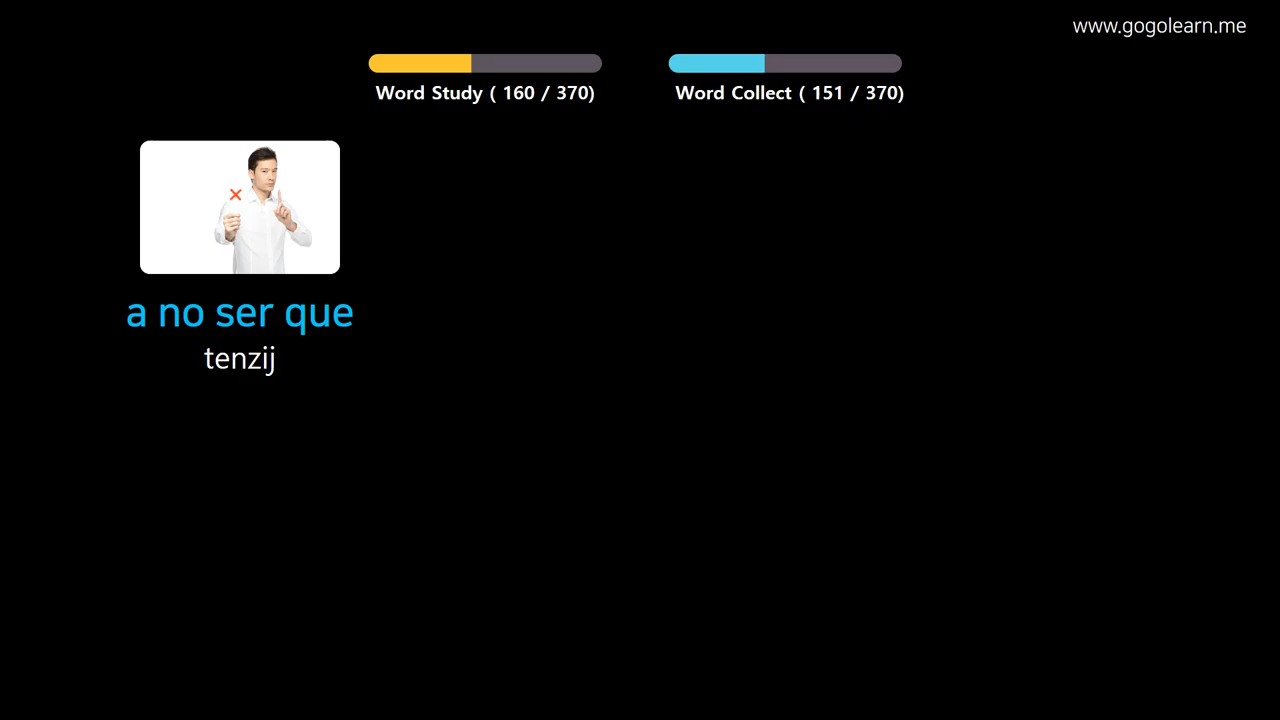 www.gogolearn.me
Word Study ( 160 / 370)
Word Collect ( 151 / 370)
a no ser que
tenzij